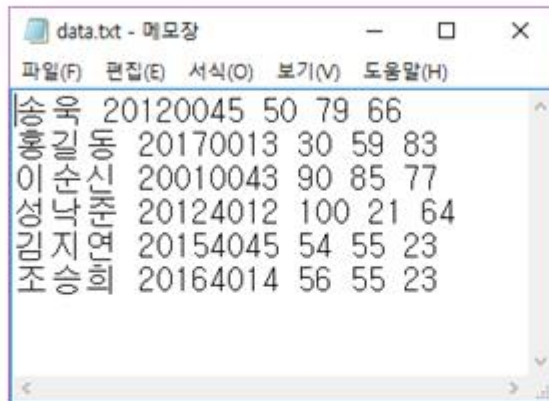 data.txt - 메모장
파일(F) 편집(E) 서식(O) 보기(V) 도움말(H)
송욱 20120045 50 79 66
홍길동 20170013 30 59 83
이순신 20010043 90 85 77
성낙준 20124012 100 21 64
김지연 20154045 54 55 23
조승희 20164014 56 55 23